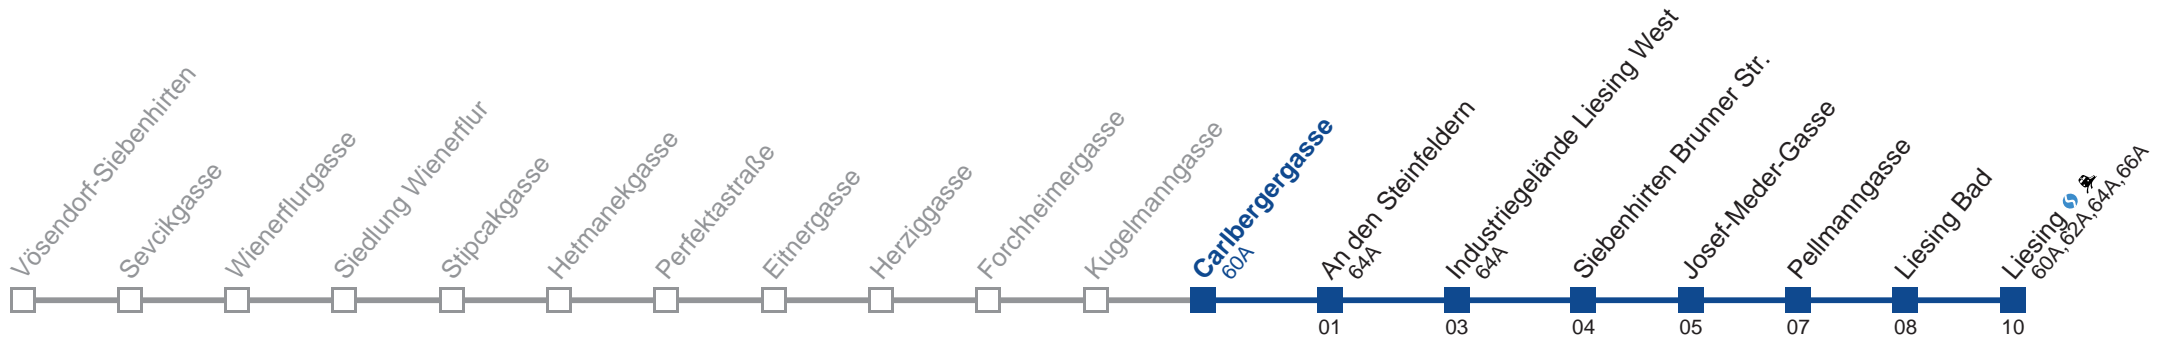 Vösendorf-Siebenhirten
Sevcikgasse
Wienerflurgasse
Siedlung Wienerflur
Stipcakgasse
Hetmanekgasse
Perfektastraße
Eitnergasse
Herziggasse
Forchheimergasse
Kugelmanngasse
Carlbergergasse
60A
An den Steinfeldern
64A
Industriegelände Liesing West
64A
Siebenhirten Brunner Str.
Josef-Meder-Gasse
Pellmanngasse
Liesing Bad
Liesing
60A,62A,64A,66A
01
03
04
05
07
08
10